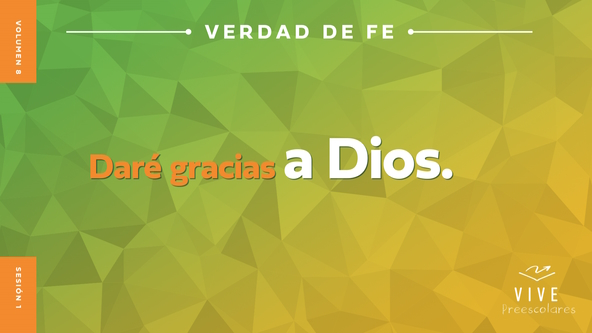 VOLUMEN 8
VERDAD DE FE
Daré gracias a Dios.
SESIÓN 1
VIVE
Preescolares